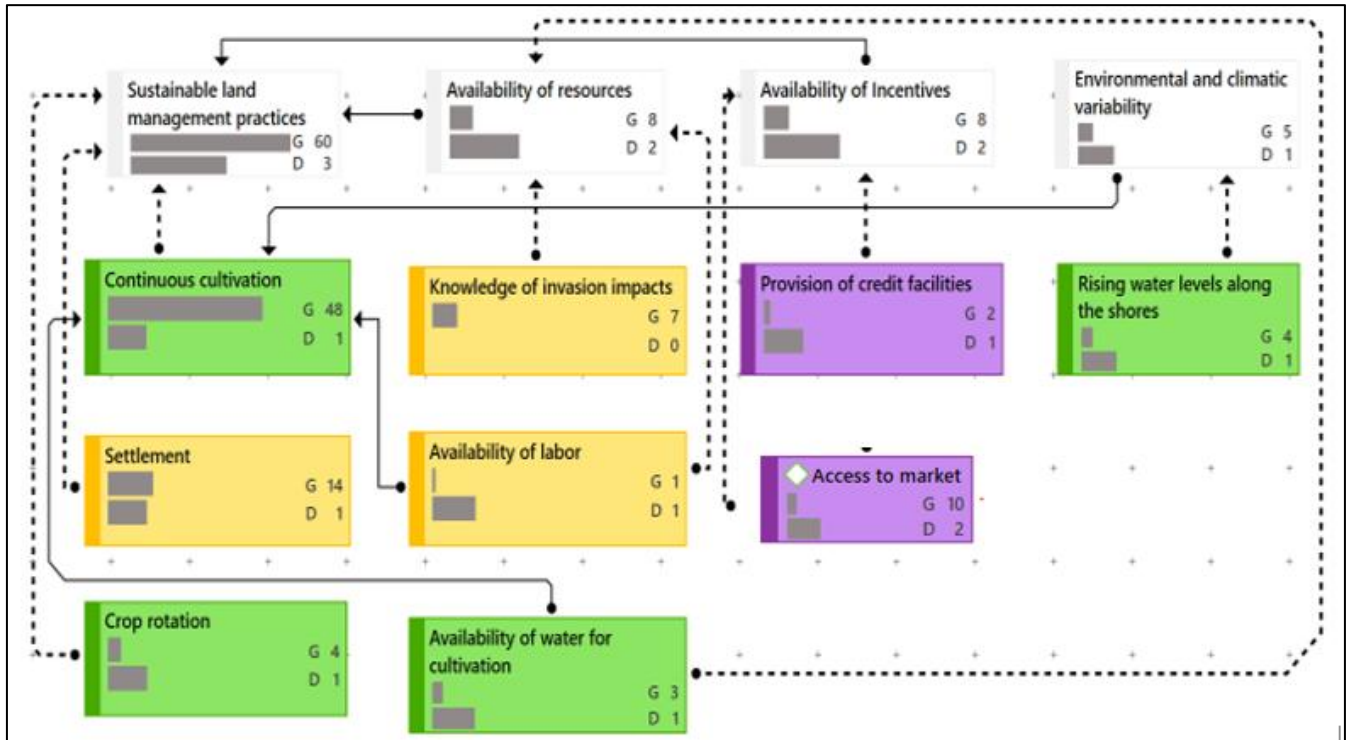 Sustainable land
management practices
G 60
D 3
Availability of resources
G 8
D 2
Availability of Incentives
G 8
D 2
Environmental and climatic
variability
G 5
D 1
Continuous cultivation
G 48
D 1
Knowledge of invasion impacts
G 7
D 0
Provision of credit facilities
G 2
D 1
Rising water levels along
the shores
G 4
D 1
Settlement
G 14
D 1
Availability of labor
G 1
D 1
Access to market
G 10
D 2
Crop rotation
G 4
D 1
Availability of water for
cultivation
G 3
D 1